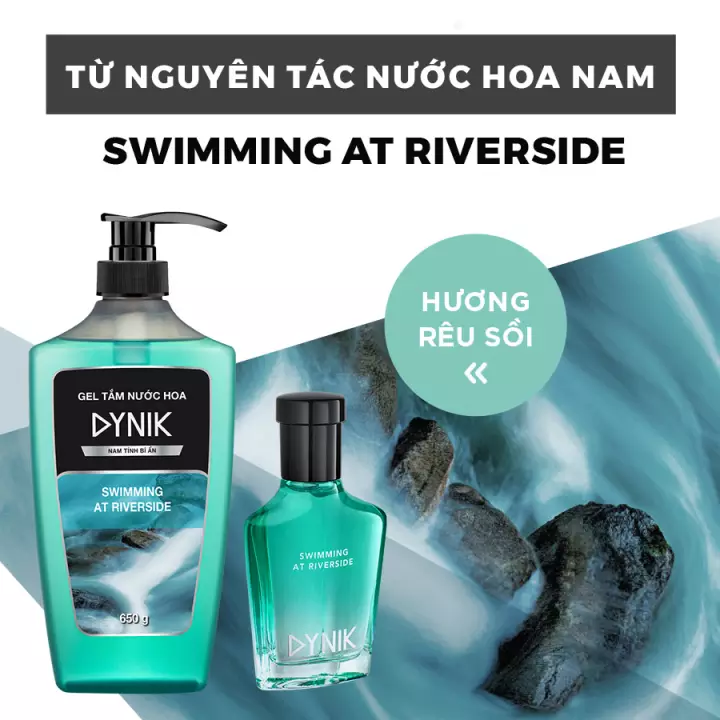 TỪ NGUYÊN TÁC NƯỚC HOA NAM
SWIMMING AT RIVERSIDE
HƯƠNG
RÊU SỒI
«
GEL TẮM NƯỚC HOA
DYNIK
NAM TÍNH BÍ ẨN
SWIMMING
AT RIVERSIDE
650 g
SWIMMING
AT RIVERSIDE
DYNIK